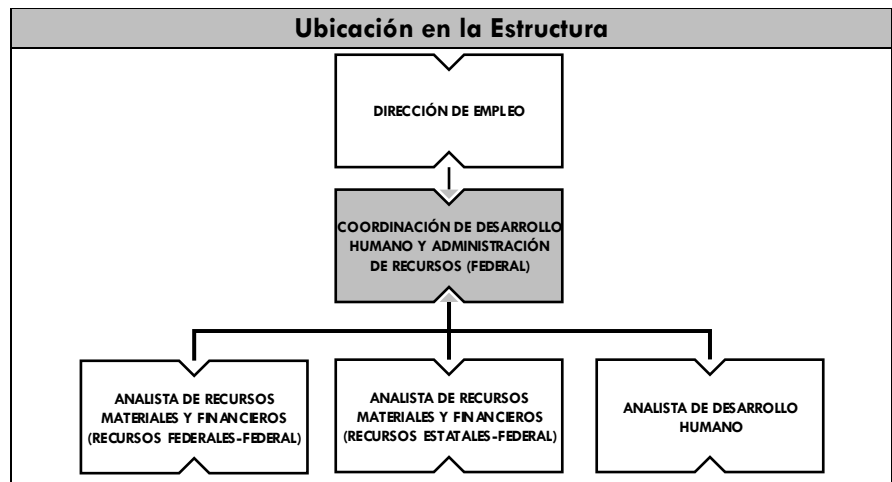 Ubicación en la Estructura
DIRECCIÓN DE EMPLEO
COORDINACIÓN DE DESARROLLO
HUMANO Y ADMINISTRACIÓN
DE RECURSOS (FEDERAL)
ANALISTA DE RECURSOS
MATERIALES Y FINANCIEROS
(RECURSOS FEDERALES-FEDERAL)
ANALISTA DE RECURSOS
MATERIALES Y FINANCIEROS
(RECURSOS ESTATALES-FEDERAL)
ANALISTA DE DESARROLLO
HUMANO